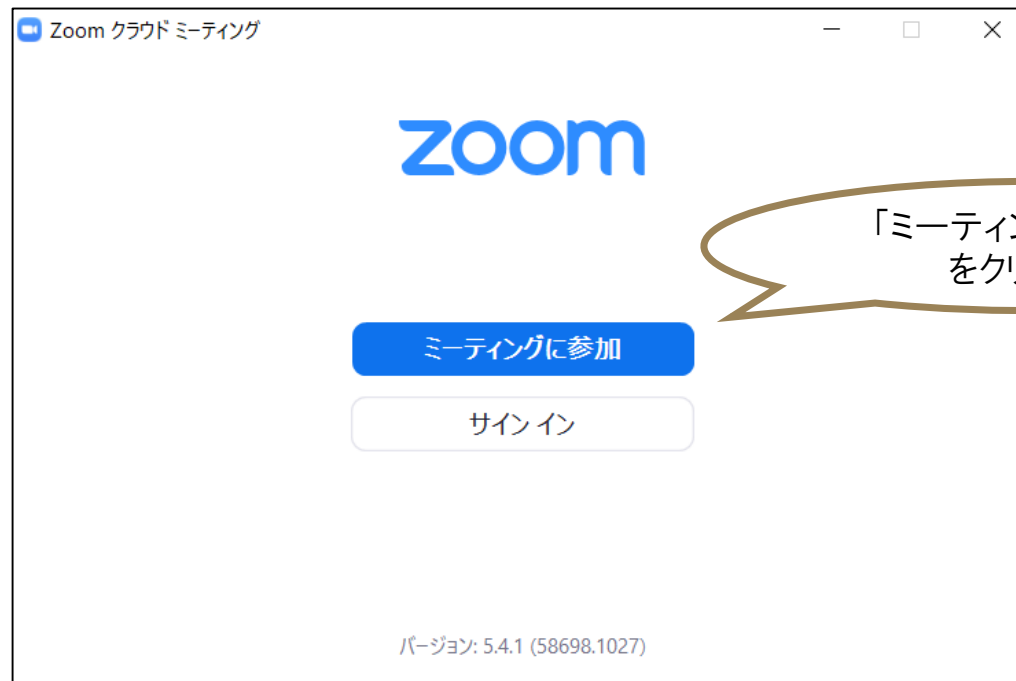 Zoom クラウド ミーティング
zoom
「ミーティン
をクリ
ミーティングに参加
サイン イン
バージョン: 5.4.1 (58698.1027)